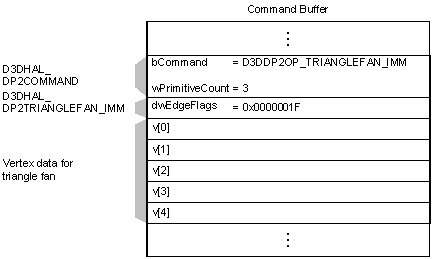 Command Buffer
⋮
D3DHAL_
DP2COMMAND
bCommand = D3DDP2OP_TRIANGLEFAN_IMM
wPrimitiveCount = 3
D3DHAL_
DP2TRIANGLEFAN_IMM
dwEdgeFlags = 0x0000001F
Vertex data for
triangle fan
v[0]
v[1]
v[2]
v[3]
v[4]
⋮